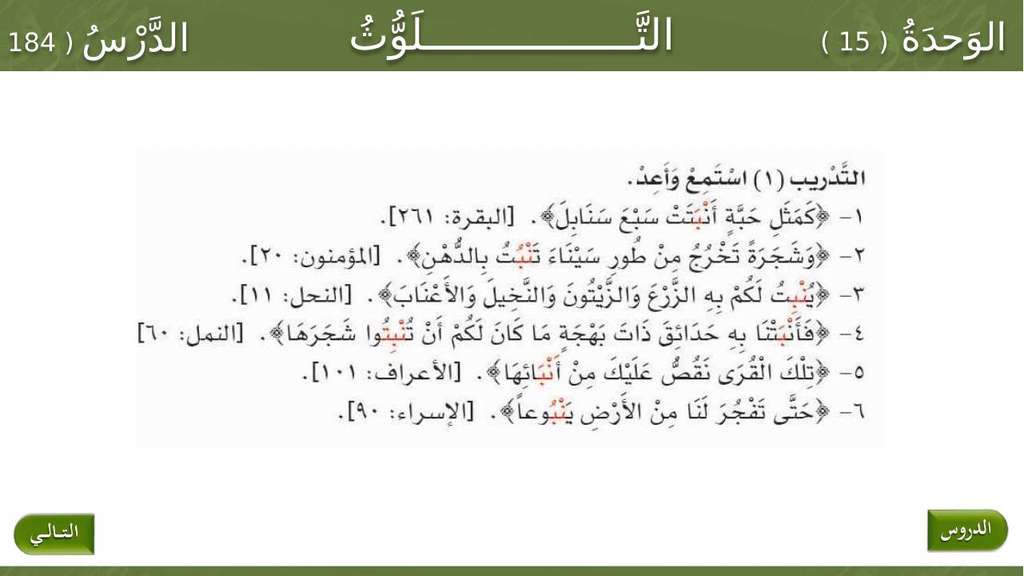 الوَحدَةُ ( 15 ) التَّـــــــــلَوُّثُ الدَّرْسُ ( 184
التَّدْرِيب (١) اسْتَمِعْ وَأَعِدْ.
١- ﴿كَمَثَلِ حَبَّةٍ أَنْبَتَتْ سَبْعَ سَنَابِلَ﴾. [البقرة: ٢٦١].
٢- ﴿وَشَجَرَةً تَخْرُجُ مِنْ طُورِ سَيْنَاءَ تَنْبُتُ بِالدُّهْنِ﴾. [المؤمنون: ٢٠].
٣- ﴿يُنْبِتُ لَكُمْ بِهِ الزَّرْعَ وَالزَّيْتُونَ وَالنَّخِيلَ وَالأَعْنَابَ﴾. [النحل: ١١].
٤- ﴿فَأَنْبَتْنَا بِهِ حَدَائِقَ ذَاتَ بَهْجَةٍ مَا كَانَ لَكُمْ أَنْ تُنْبِتُوا شَجَرَهَا﴾. [النمل: ٦٠]
٥- ﴿تِلْكَ الْقُرَى نَقُصُّ عَلَيْكَ مِنْ أَنْبَائِهَا﴾. [الأعراف: ١٠١].
٦- ﴿حَتَّى تَفْجُرَ لَنَا مِنْ الأَرْضِ يَنْبُوعاً﴾. [الإسراء: ٩٠].
الدروس
التالي